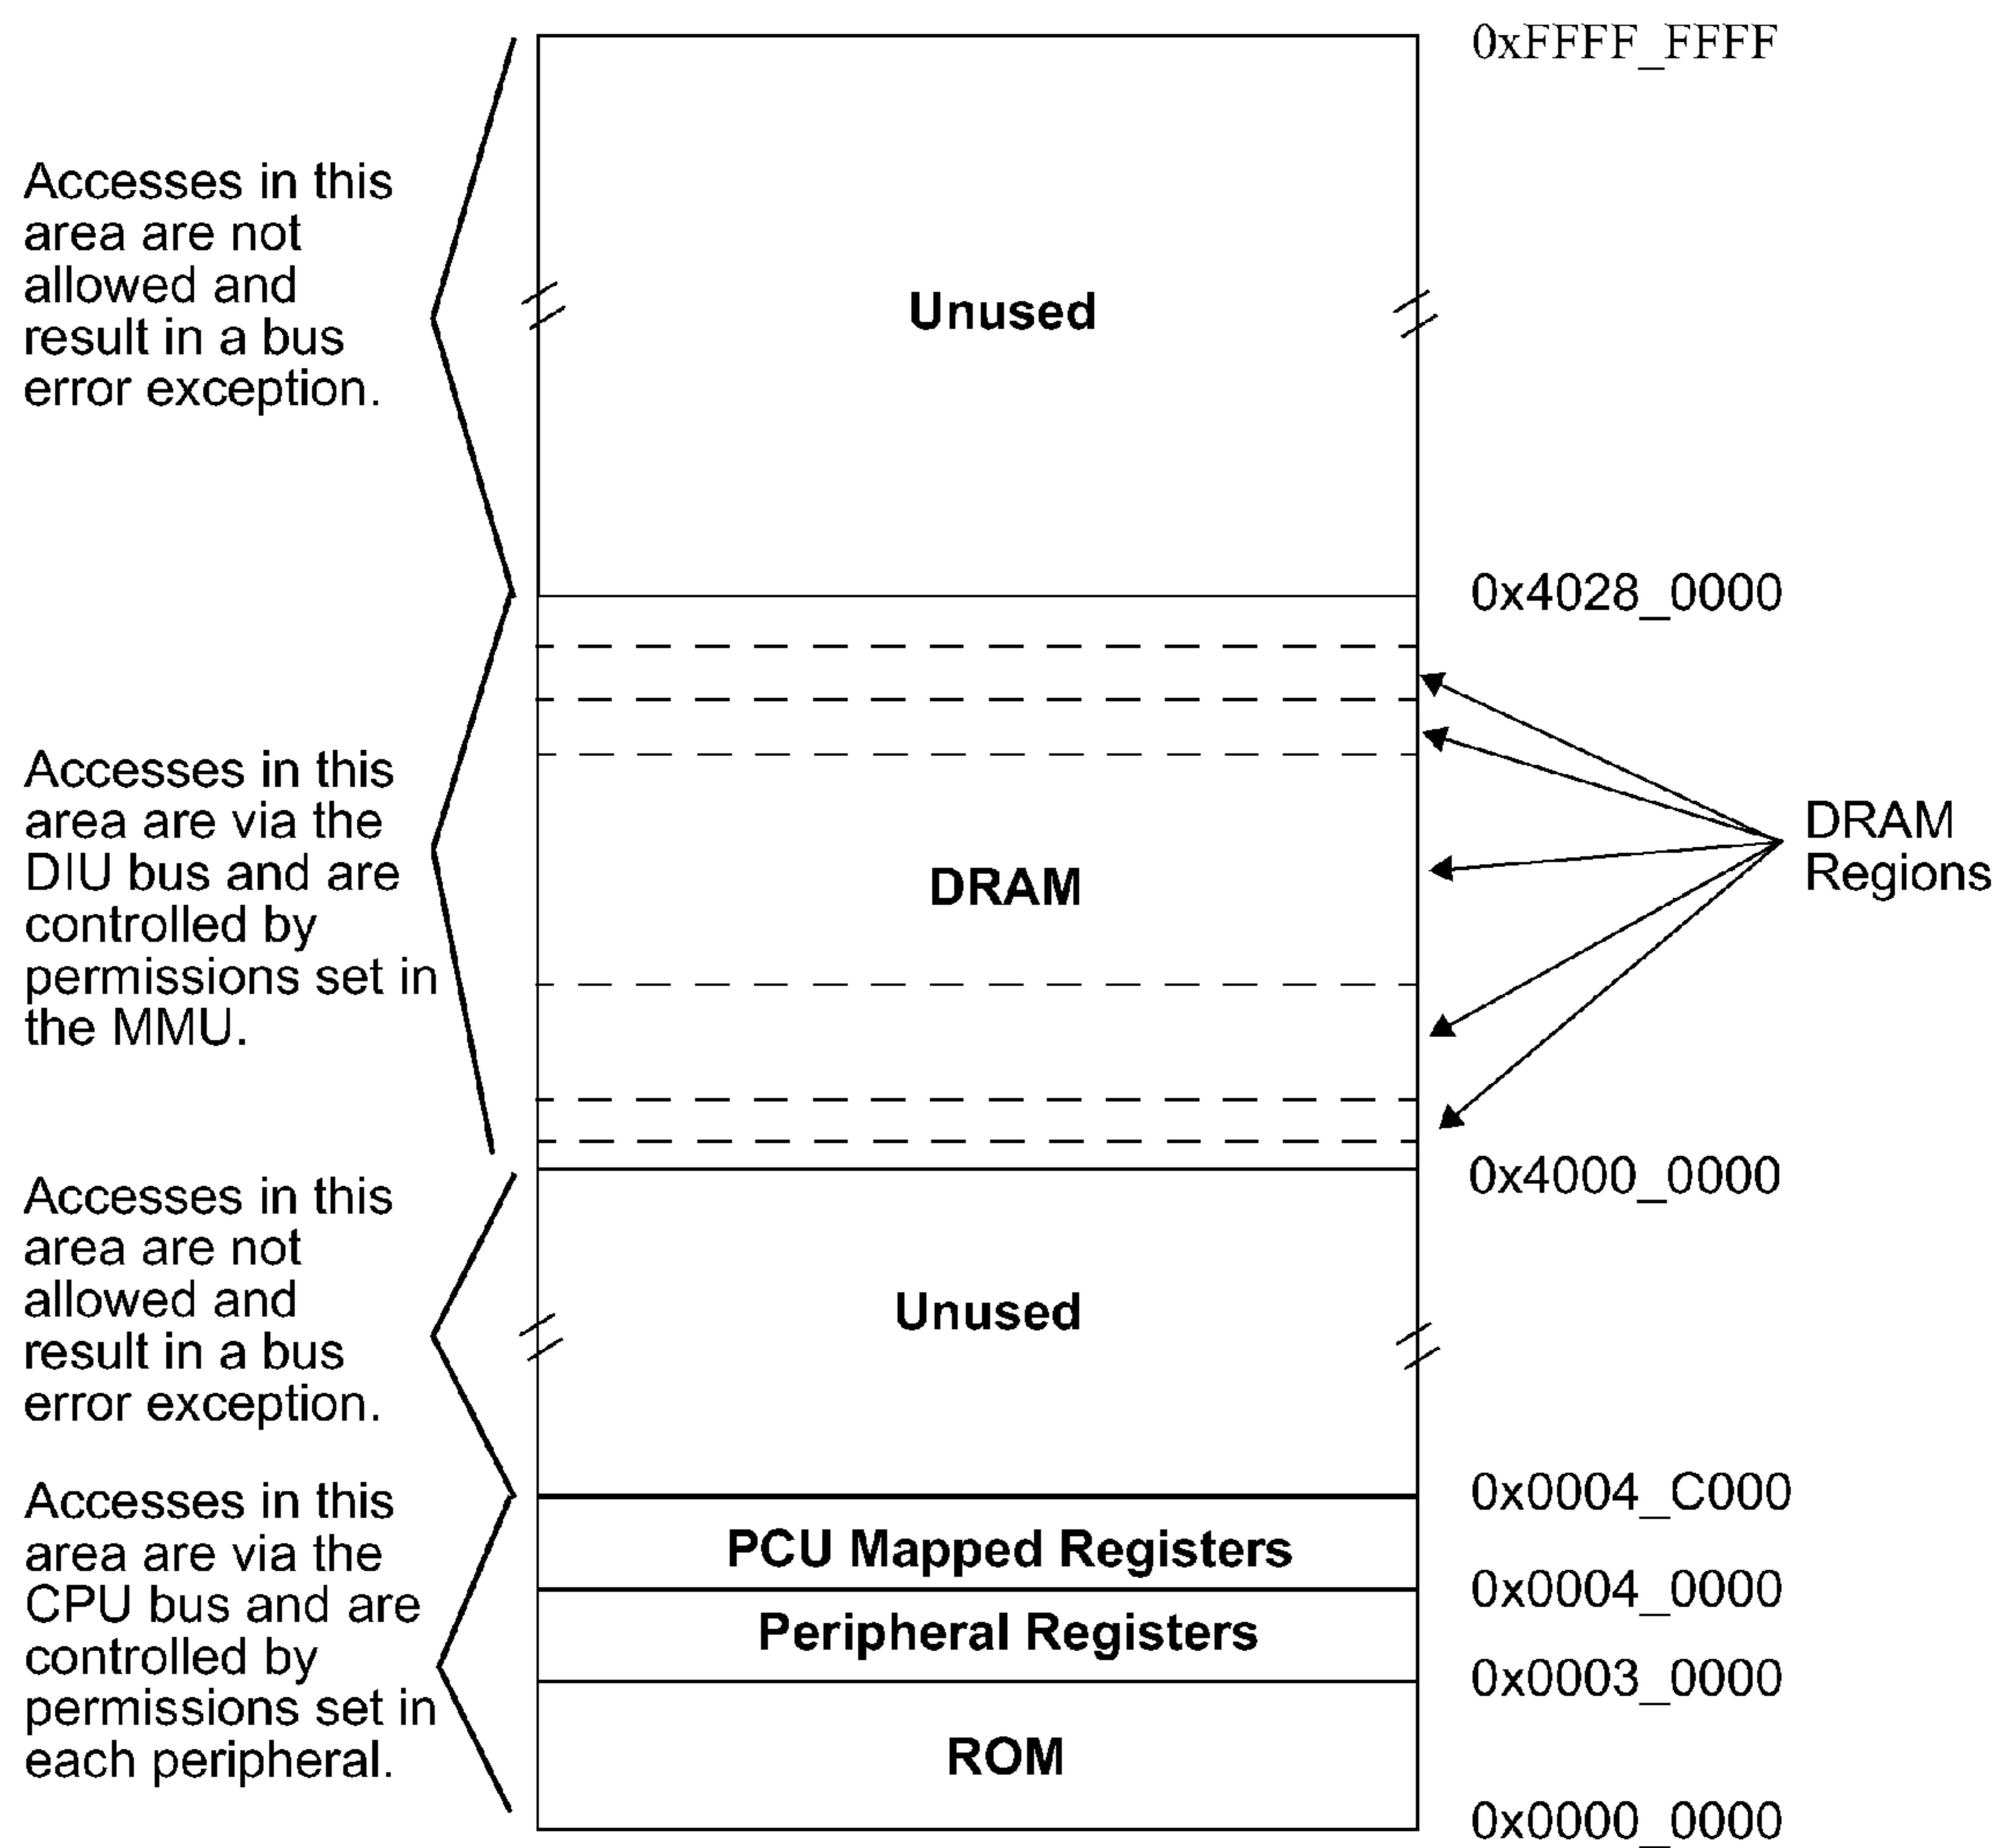 0xFFFF_FFFF
Accesses in this
area are not
allowed and
result in a bus
error exception.
Unused
0x4028_0000
Accesses in this
area are via the
DIU bus and are
controlled by
permissions set in
the MMU.
DRAM
DRAM
Regions
0x4000_0000
Accesses in this
area are not
allowed and
result in a bus
error exception.
Unused
0x0004_C000
Accesses in this
area are via the
CPU bus and are
controlled by
permissions set in
each peripheral.
PCU Mapped Registers
0x0004_0000
Peripheral Registers
0x0003_0000
ROM
0x0000_0000